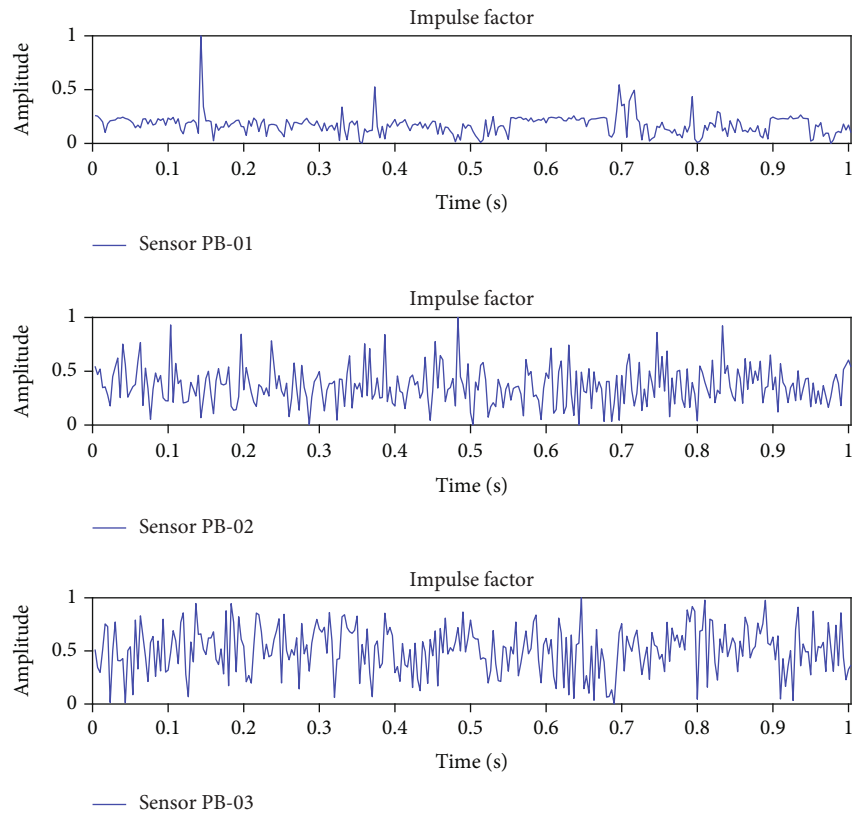 Impulse factor
1
0.5
0
Amplitude
0 0.1 0.2 0.3 0.4 0.5 0.6 0.7 0.8 0.9 1
Time (s)
Sensor PB-01
Impulse factor
1
0.5
0
Amplitude
0 0.1 0.2 0.3 0.4 0.5 0.6 0.7 0.8 0.9 1
Time (s)
Sensor PB-02
Impulse factor
1
0.5
0
Amplitude
0 0.1 0.2 0.3 0.4 0.5 0.6 0.7 0.8 0.9 1
Time (s)
Sensor PB-03